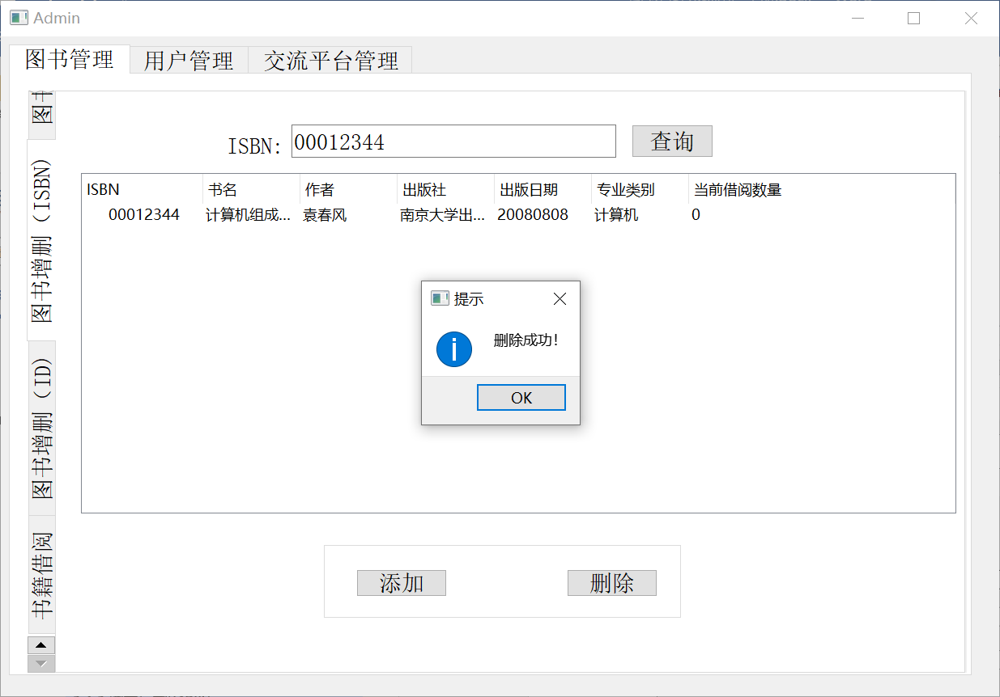 Admin
图书管理 用户管理 交流平台管理
图书增删（ISBN）
图书增删（ID）
书籍借阅
ISBN: 00012344 查询
ISBN 书名 作者 出版社 出版日期 专业类别 当前借阅数量
00012344 计算机组成... 袁春风 南京大学出... 20080808 计算机 0
提示
删除成功!
OK
添加 删除